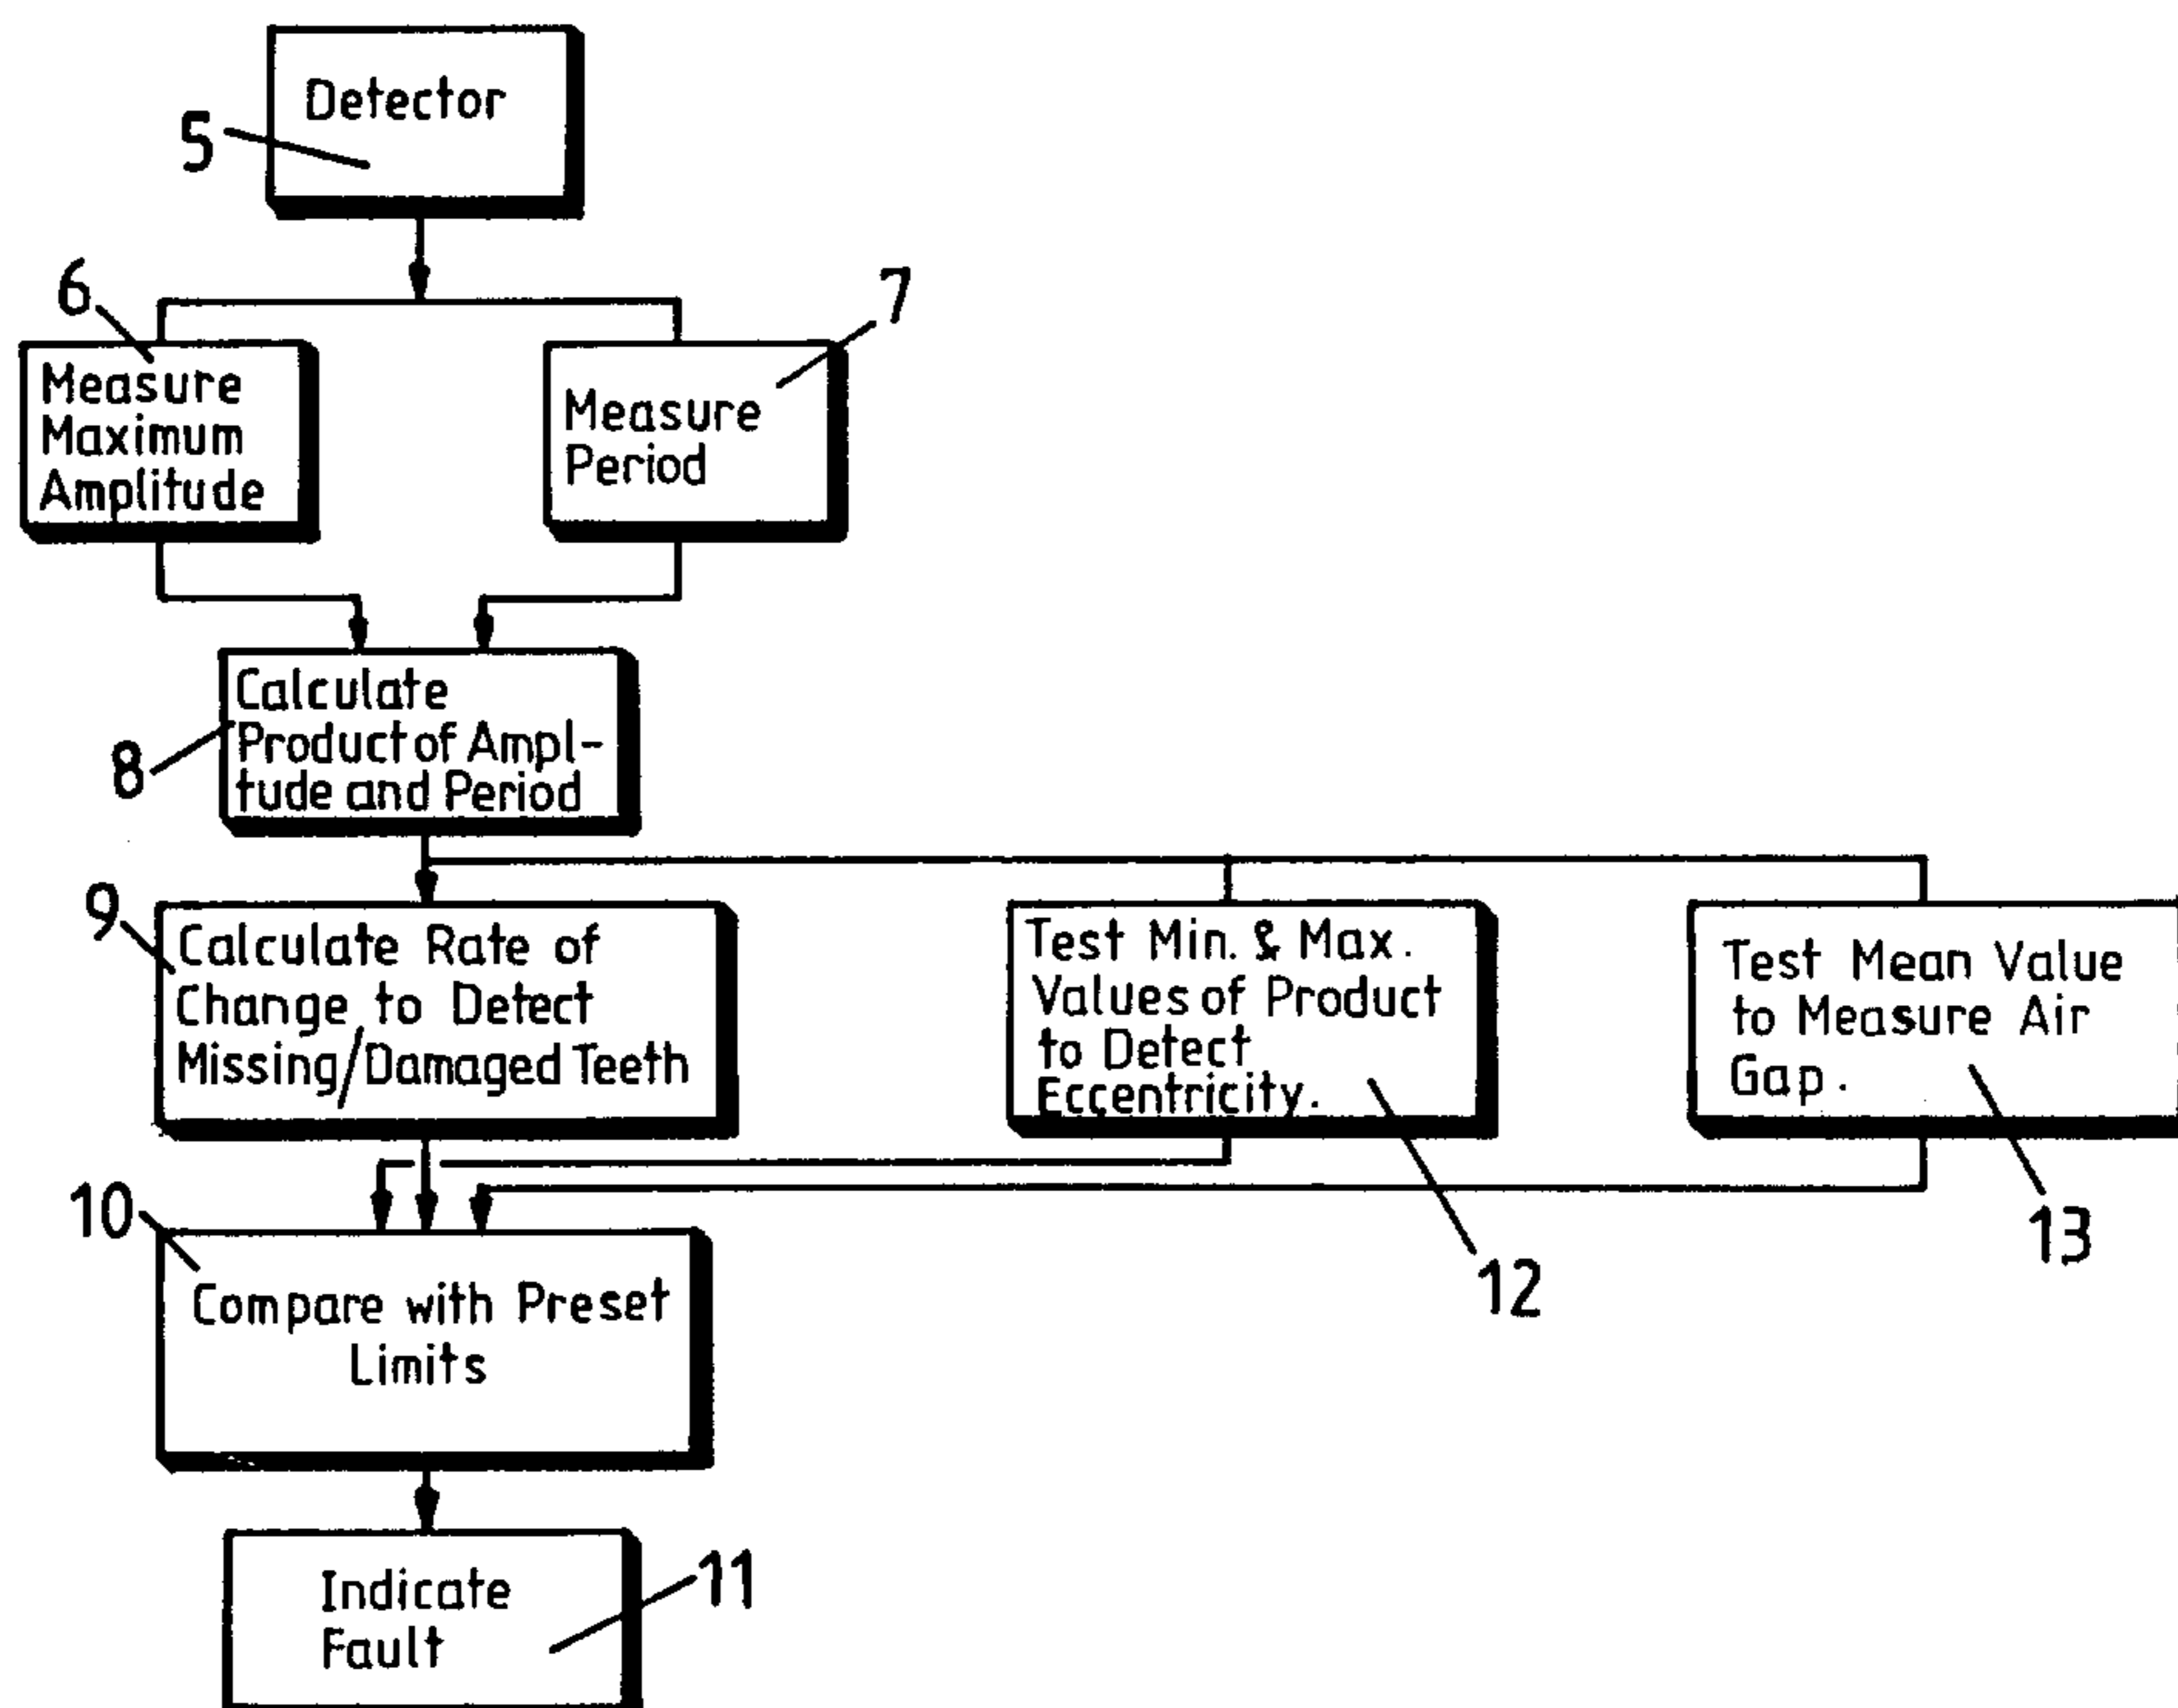 Detector
5
6
7
Measure
Maximum
Amplitude
Measure
Period
Calculate
Product of Ampl-
tude and Period
8
9
Calculate Rate of
Change to Detect
Missing/Damaged Teeth
Test Min. & Max.
Values of Product
to Detect
Eccentricity.
Test Mean Value
to Measure Air
Gap.
10
12
13
Compare with Preset
Limits
11
Indicate
Fault